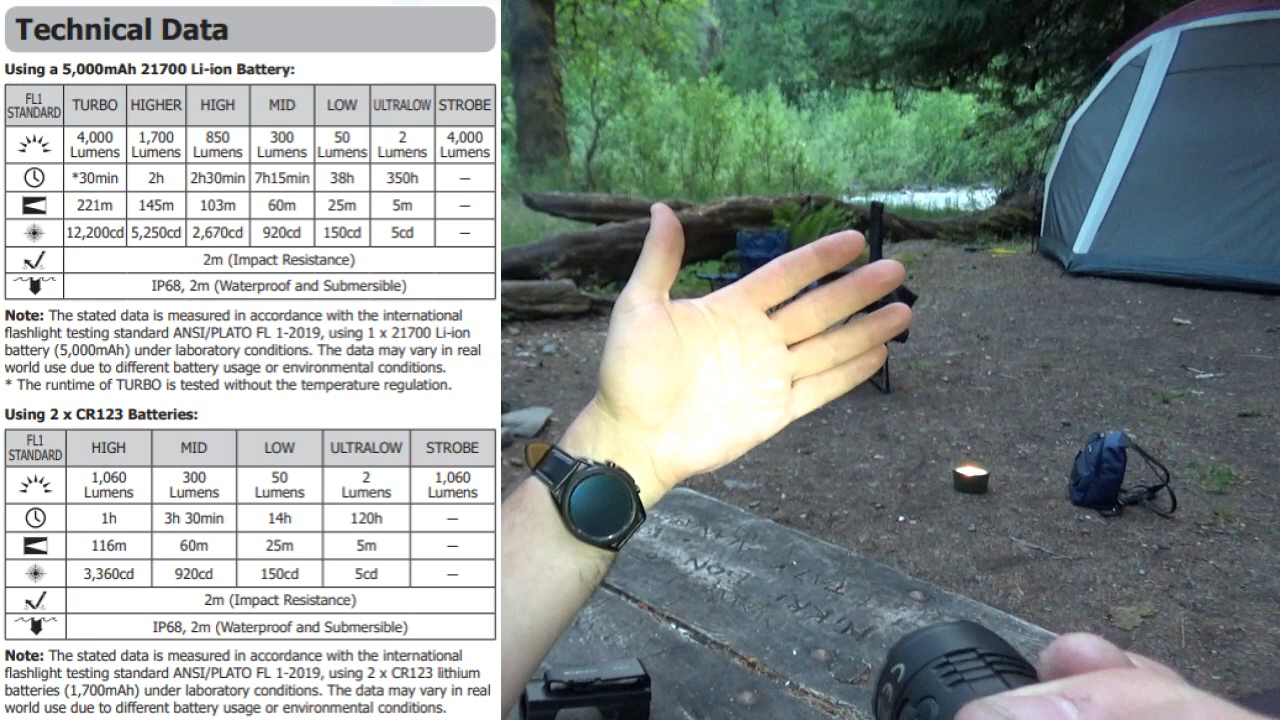 Technical Data
Using a 5,000mAh 21700 Li-ion Battery:
FL1 STANDARD TURBO HIGHER HIGH MID LOW ULTRALOW STROBE
4,000 Lumens 1,700 Lumens 850 Lumens 300 Lumens 50 Lumens 2 Lumens 4,000 Lumens
*30min 2h 2h30min 7h15min 38h 350h —
221m 145m 103m 60m 25m 5m —
12,200cd 5,250cd 2,670cd 920cd 150cd 5cd —
2m (Impact Resistance)
IP68, 2m (Waterproof and Submersible)
Note: The stated data is measured in accordance with the international
flashlight testing standard ANSI/PLATO FL 1-2019, using 1 x 21700 Li-ion
battery (5,000mAh) under laboratory conditions. The data may vary in real
world use due to different battery usage or environmental conditions.
* The runtime of TURBO is tested without the temperature regulation.
Using 2 x CR123 Batteries:
FL1 STANDARD HIGH MID LOW ULTRALOW STROBE
1,060 Lumens 300 Lumens 50 Lumens 2 Lumens 1,060 Lumens
1h 3h 30min 14h 120h —
116m 60m 25m 5m —
3,360cd 920cd 150cd 5cd —
2m (Impact Resistance)
IP68, 2m (Waterproof and Submersible)
Note: The stated data is measured in accordance with the international
flashlight testing standard ANSI/PLATO FL 1-2019, using 2 x CR123 lithium
batteries (1,700mAh) under laboratory conditions. The data may vary in real
world use due to different battery usage or environmental conditions.